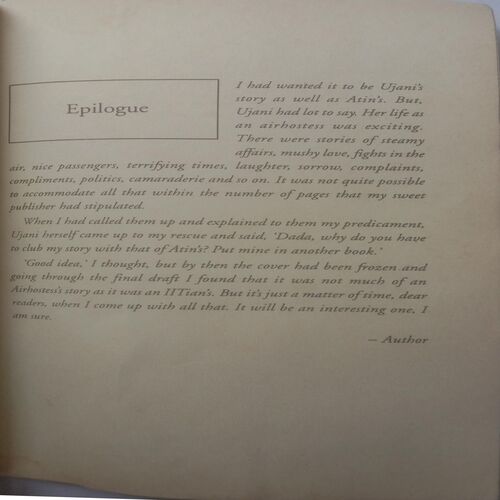 Epilogue
I had wanted it to be Ujani's
story as well as Atin's. But,
Ujani had lot to say. Her life as
an airhostess was exciting.
There were stories of steamy
affairs, mushy love, fights in the
air, nice passengers, terrifying times, laughter, sorrow, complaints,
compliments, politics, camaraderie and so on. It was not quite possible
to accommodate all that within the number of pages that my sweet
publisher had stipulated.
When I had called them up and explained to them my predicament,
Ujani herself came up to my rescue and said, 'Dada, why do you have
to club my story with that of Atin's? Put mine in another book.'
'Good idea,' I thought, but by then the cover had been frozen and
going through the final draft I found that it was not much of an
Airhostess's story as it was an IITian's. But it's just a matter of time, dear
readers, when I come up with all that. It will be an interesting one, I
am sure.
– Author